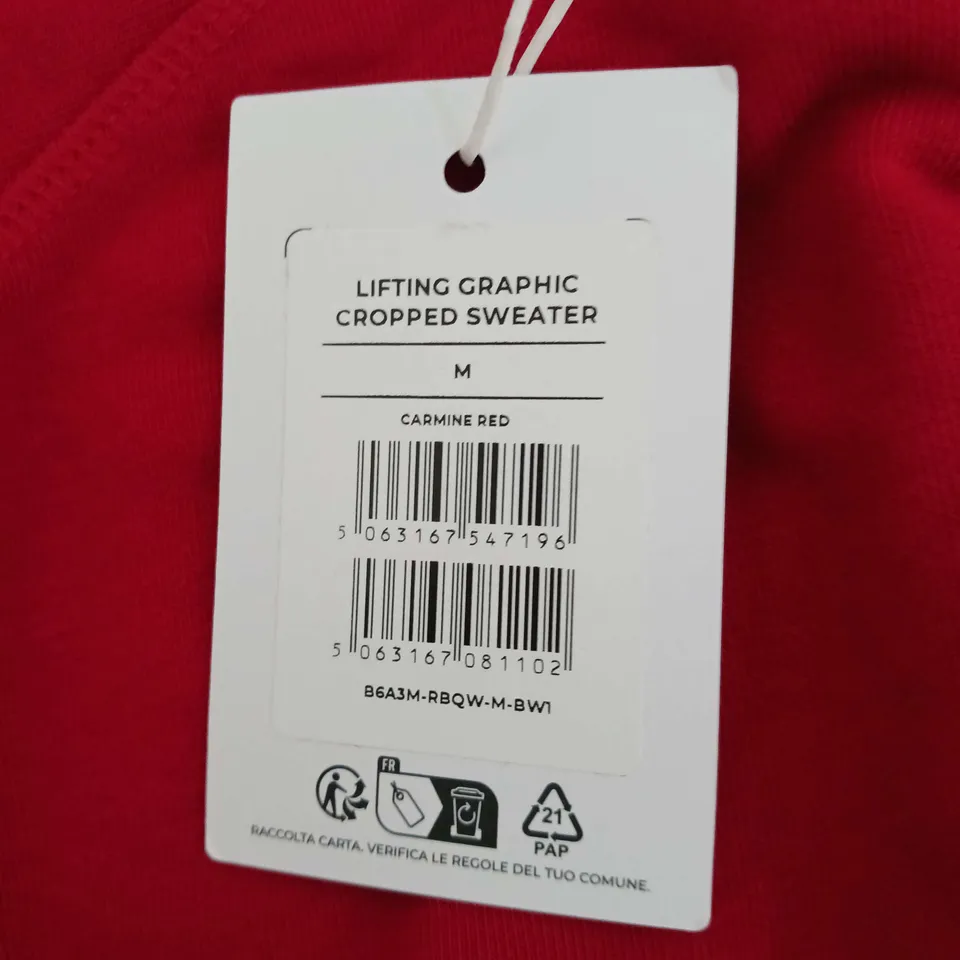 LIFTING GRAPHIC
CROPPED SWEATER
M
CARMINE RED
5 063167 547196
5 063167 081102
B6A3M-RBQW-M-BW1
FR
21
PAP
RACCOLTA CARTA. VERIFICA LE REGOLE DEL TUO COMUNE.